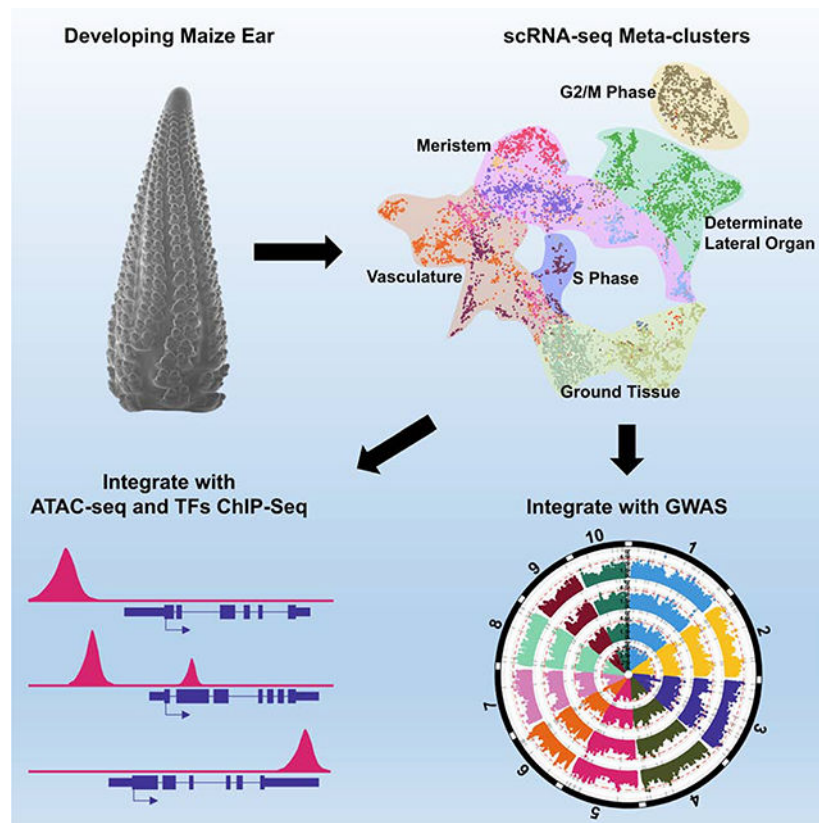 Developing Maize Ear
scRNA-seq Meta-clusters
G2/M Phase
Meristem
Determinate
Lateral Organ
Vasculature
S Phase
Ground Tissue
Integrate with
ATAC-seq and TFs ChIP-Seq
Integrate with GWAS
1
2
3
4
5
6
7
8
9
10